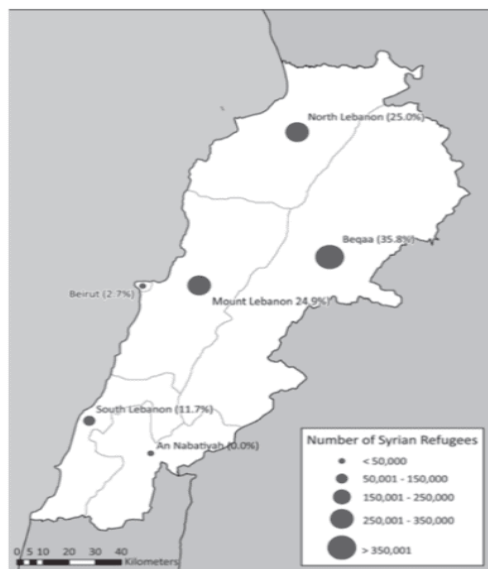 North Lebanon (25.0%)
Beqaa (35.8%)
Beirut (2.7%)
Mount Lebanon 24.9%)
South Lebanon (11.7%)
An Nabatiyah (0.0%)
Number of Syrian Refugees
< 50,000
50,001 - 150,000
150,001 - 250,000
250,001 - 350,000
> 350,001
0 5 10 20 30 40
Kilometers